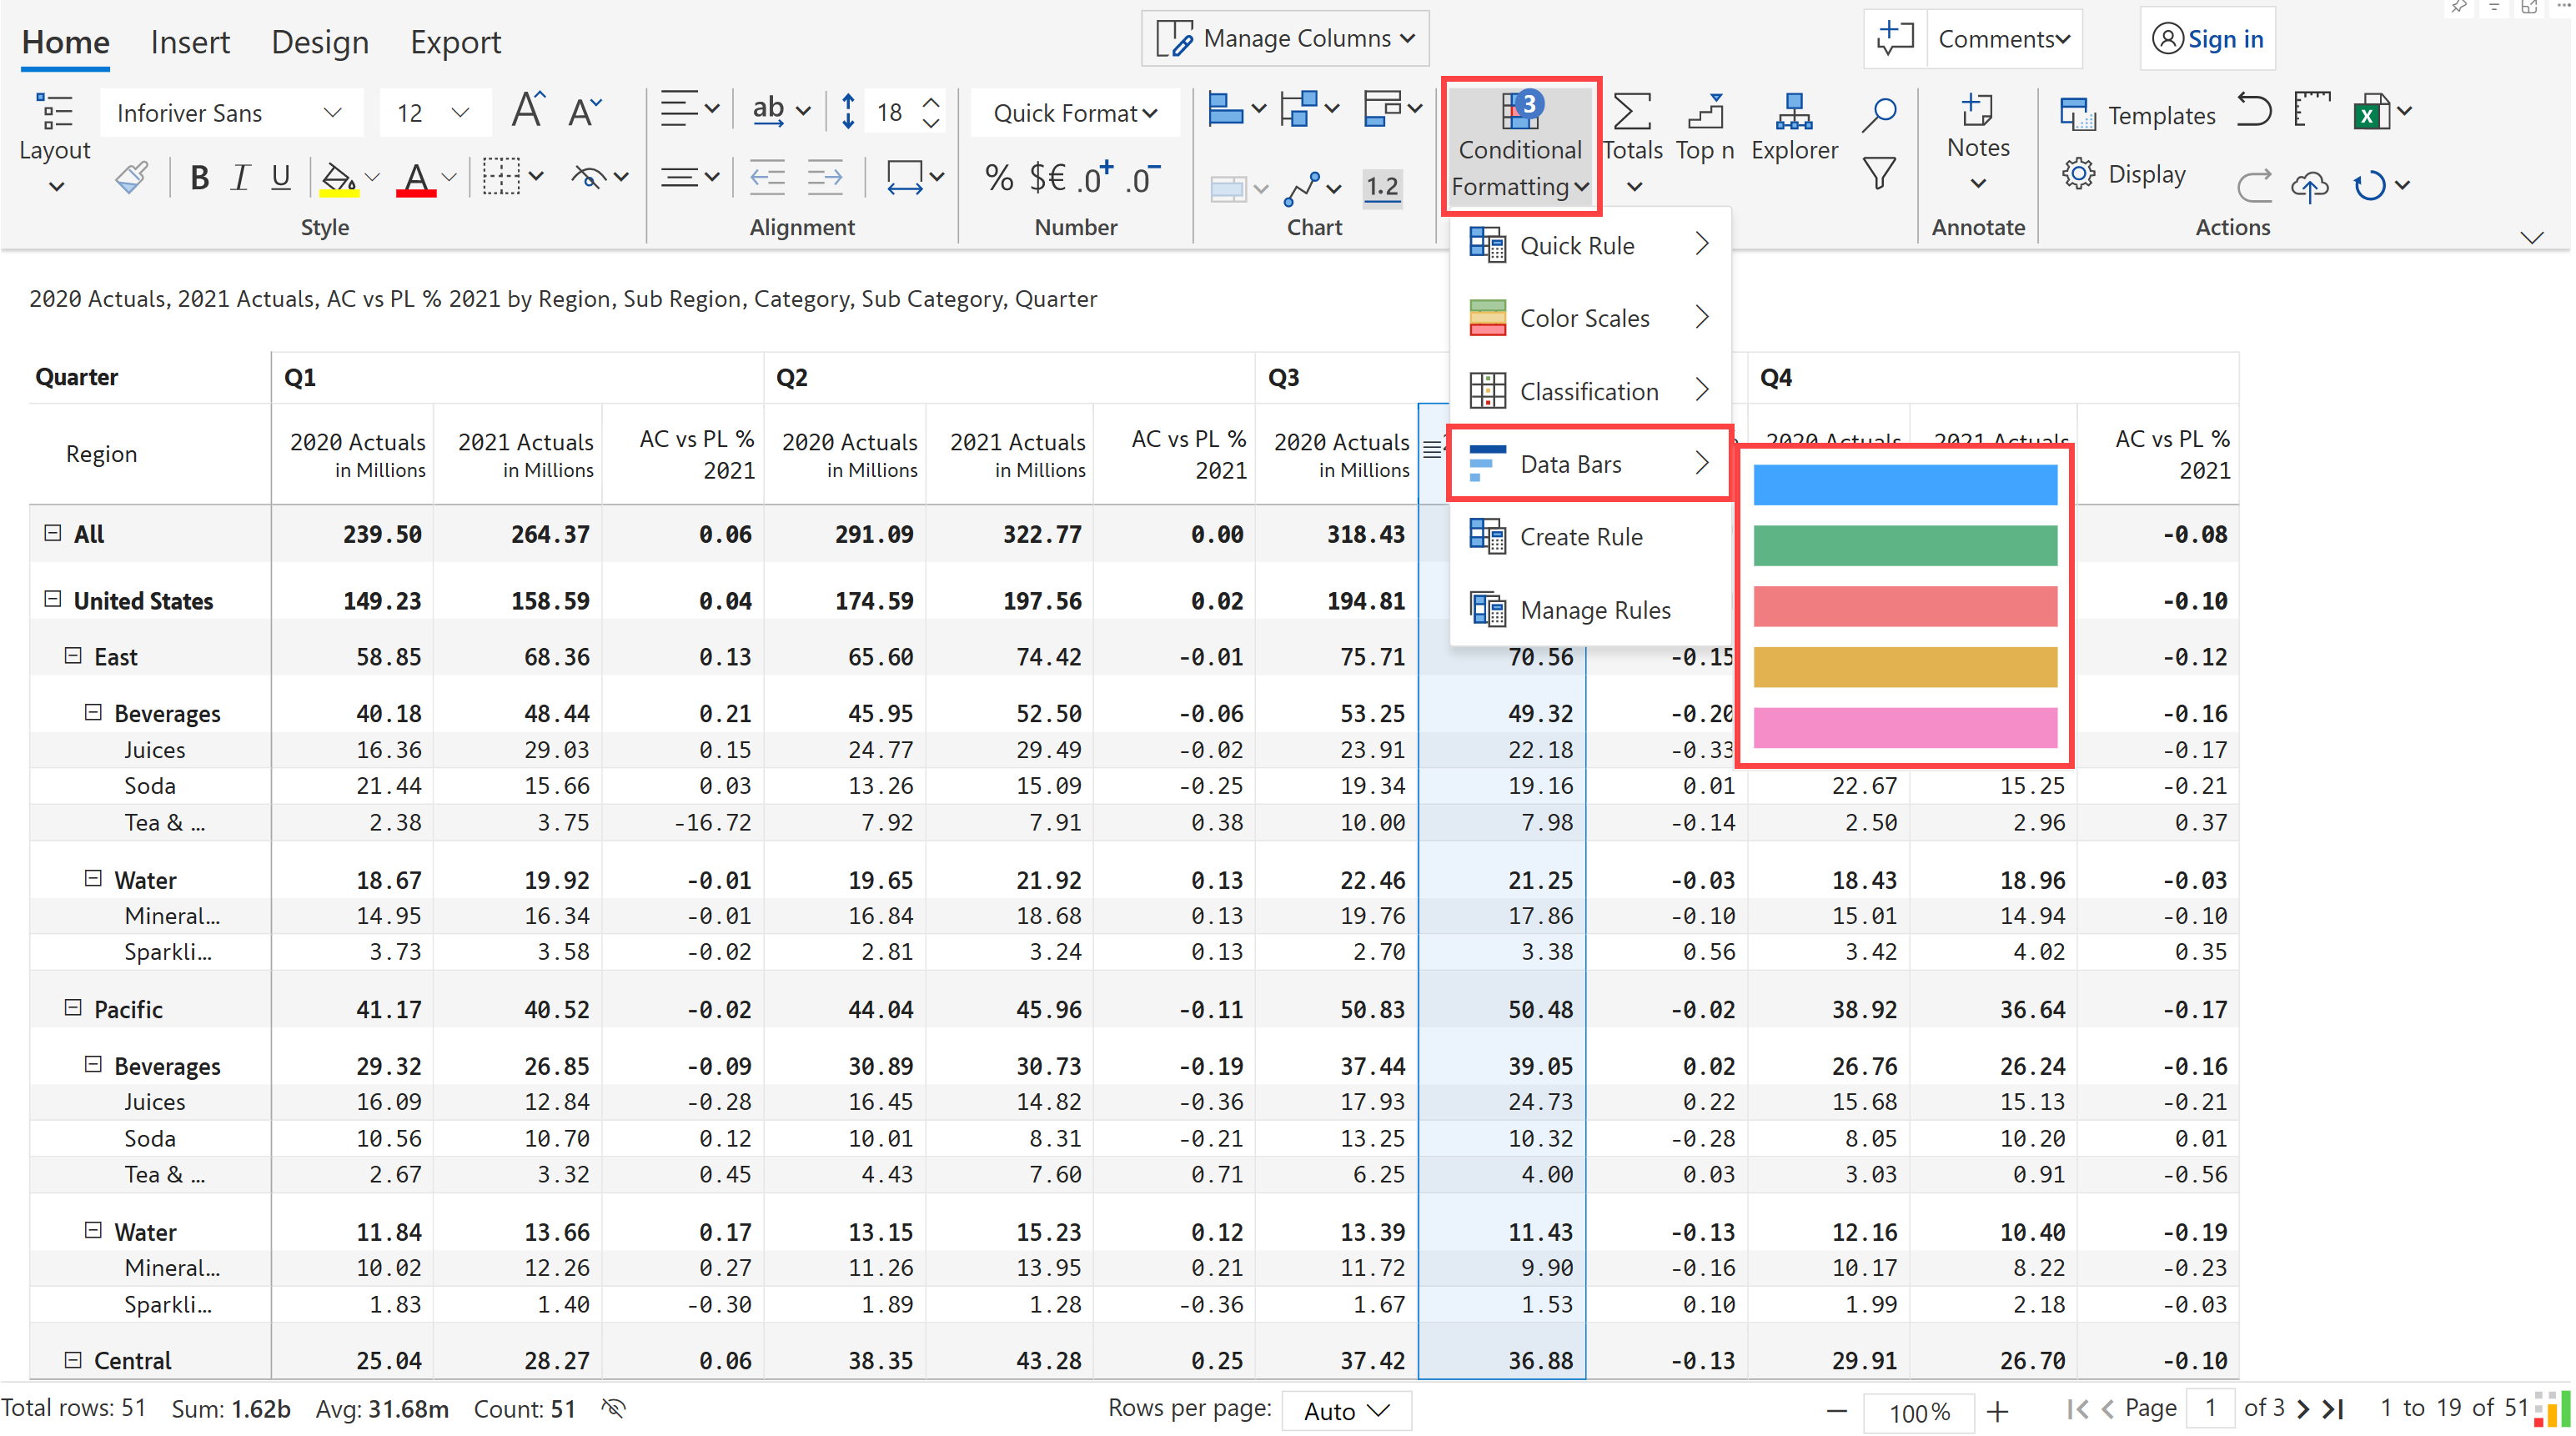 Home Insert Design Export Manage Columns Comments Sign in
Inforiver Sans 12 ab 18 Quick Format 3 Templates
Layout Conditional Formatting Totals Top n Explorer Notes
B I U A % $€ .0+ .0- 1.2 Display
Style Alignment Number Chart Annotate Actions
Quick Rule
Color Scales
Classification
Data Bars
Create Rule
Manage Rules
2020 Actuals, 2021 Actuals, AC vs PL % 2021 by Region, Sub Region, Category, Sub Category, Quarter
Quarter Q1 Q2 Q3 Q4
Region 2020 Actuals in Millions 2021 Actuals in Millions AC vs PL % 2021 2020 Actuals in Millions 2021 Actuals in Millions AC vs PL % 2021 2020 Actuals in Millions 2020 Actuals 2021 Actuals AC vs PL % 2021
All 239.50 264.37 0.06 291.09 322.77 0.00 318.43 -0.08
United States 149.23 158.59 0.04 174.59 197.56 0.02 194.81 -0.10
East 58.85 68.36 0.13 65.60 74.42 -0.01 75.71 70.56 -0.15 -0.12
Beverages 40.18 48.44 0.21 45.95 52.50 -0.06 53.25 49.32 -0.20 -0.16
Juices 16.36 29.03 0.15 24.77 29.49 -0.02 23.91 22.18 -0.33 -0.17
Soda 21.44 15.66 0.03 13.26 15.09 -0.25 19.34 19.16 0.01 22.67 15.25 -0.21
Tea & ... 2.38 3.75 -16.72 7.92 7.91 0.38 10.00 7.98 -0.14 2.50 2.96 0.37
Water 18.67 19.92 -0.01 19.65 21.92 0.13 22.46 21.25 -0.03 18.43 18.96 -0.03
Mineral... 14.95 16.34 -0.01 16.84 18.68 0.13 19.76 17.86 -0.10 15.01 14.94 -0.10
Sparkli... 3.73 3.58 -0.02 2.81 3.24 0.13 2.70 3.38 0.56 3.42 4.02 0.35
Pacific 41.17 40.52 -0.02 44.04 45.96 -0.11 50.83 50.48 -0.02 38.92 36.64 -0.17
Beverages 29.32 26.85 -0.09 30.89 30.73 -0.19 37.44 39.05 0.02 26.76 26.24 -0.16
Juices 16.09 12.84 -0.28 16.45 14.82 -0.36 17.93 24.73 0.22 15.68 15.13 -0.21
Soda 10.56 10.70 0.12 10.01 8.31 -0.21 13.25 10.32 -0.28 8.05 10.20 0.01
Tea & ... 2.67 3.32 0.45 4.43 7.60 0.71 6.25 4.00 0.03 3.03 0.91 -0.56
Water 11.84 13.66 0.17 13.15 15.23 0.12 13.39 11.43 -0.13 12.16 10.40 -0.19
Mineral... 10.02 12.26 0.27 11.26 13.95 0.21 11.72 9.90 -0.16 10.17 8.22 -0.23
Sparkli... 1.83 1.40 -0.30 1.89 1.28 -0.36 1.67 1.53 0.10 1.99 2.18 -0.03
Central 25.04 28.27 0.06 38.35 43.28 0.25 37.42 36.88 -0.13 29.91 26.70 -0.10
Total rows: 51 Sum: 1.62b Avg: 31.68m Count: 51 Rows per page: Auto 100% Page 1 of 3 1 to 19 of 51